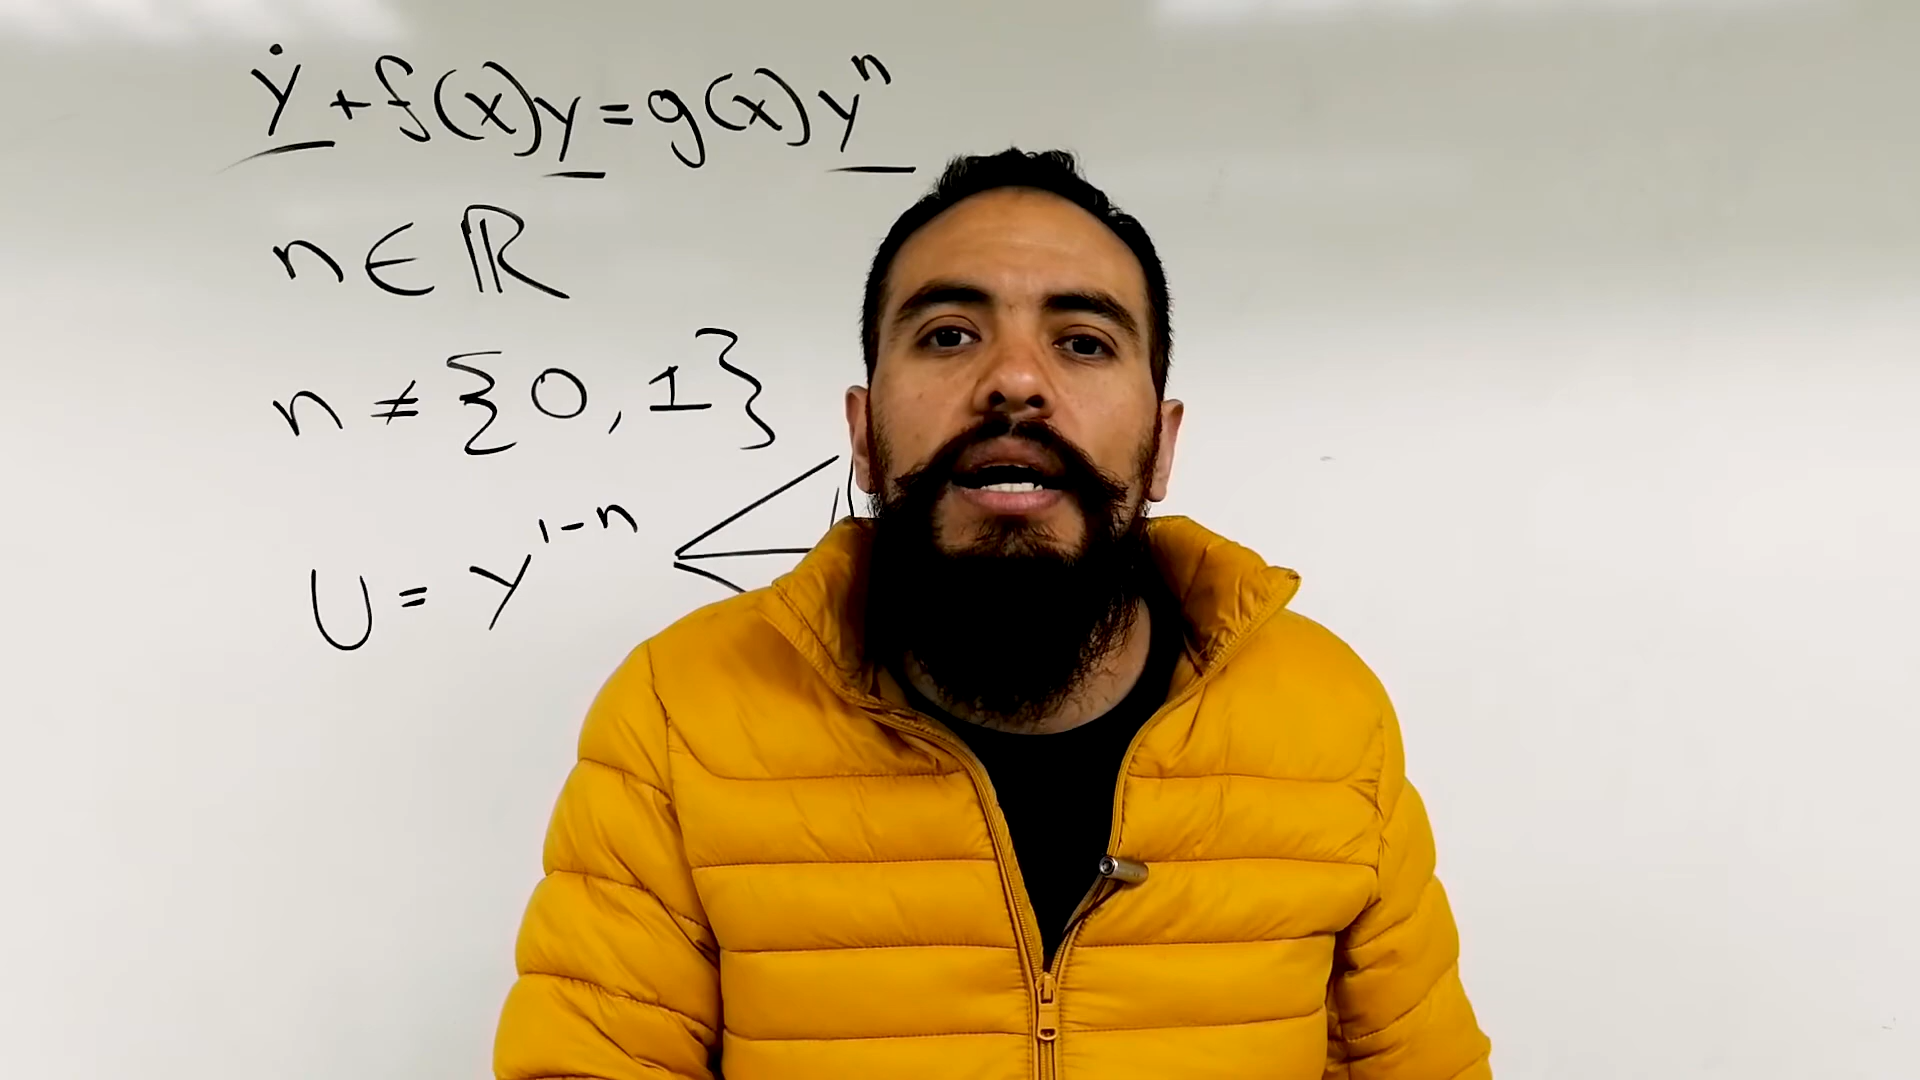 ẏ + f(x)y = g(x)yⁿ
n ∈ ℝ
n ≠ {0, 1}
U = y¹⁻ⁿ